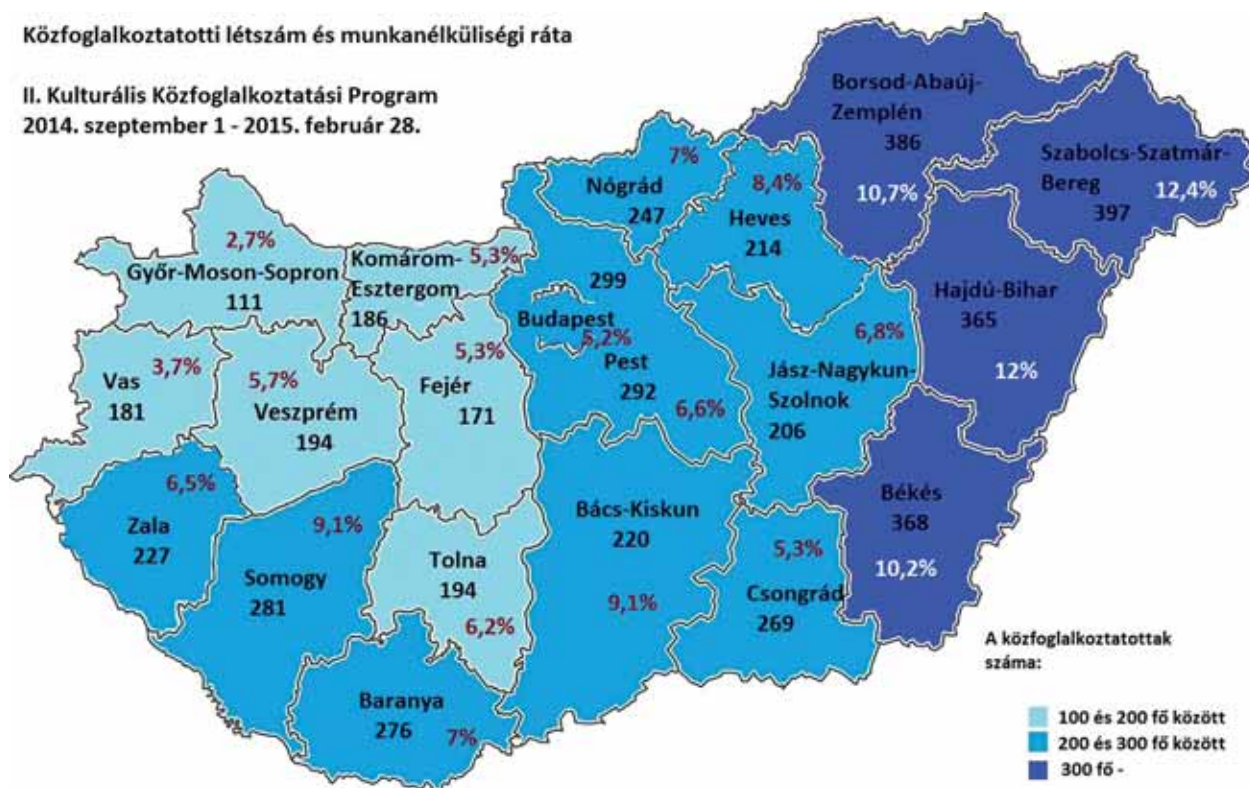 Közfoglalkoztatotti létszám és munkanélküliségi ráta
II. Kulturális Közfoglalkoztatási Program
2014. szeptember 1 - 2015. február 28.
Borsod-Abaúj-
Zemplén
386
10,7%
Szabolcs-Szatmár-
Bereg
397
12,4%
7%
Nógrád
247
8,4%
Heves
214
2,7%
Győr-Moson-Sopron
111
Komárom-
Esztergom
186
5,3%
299
Budapest
5,2%
Pest
292
6,6%
Hajdú-Bihar
365
12%
6,8%
Jász-Nagykun-
Szolnok
206
3,7%
Vas
181
5,7%
Veszprém
194
5,3%
Fejér
171
6,5%
Zala
227
9,1%
Somogy
281
Tolna
194
6,2%
Bács-Kiskun
220
9,1%
5,3%
Csongrád
269
Békés
368
10,2%
Baranya
276
7%
A közfoglalkoztatottak
száma:
100 és 200 fő között
200 és 300 fő között
300 fő -